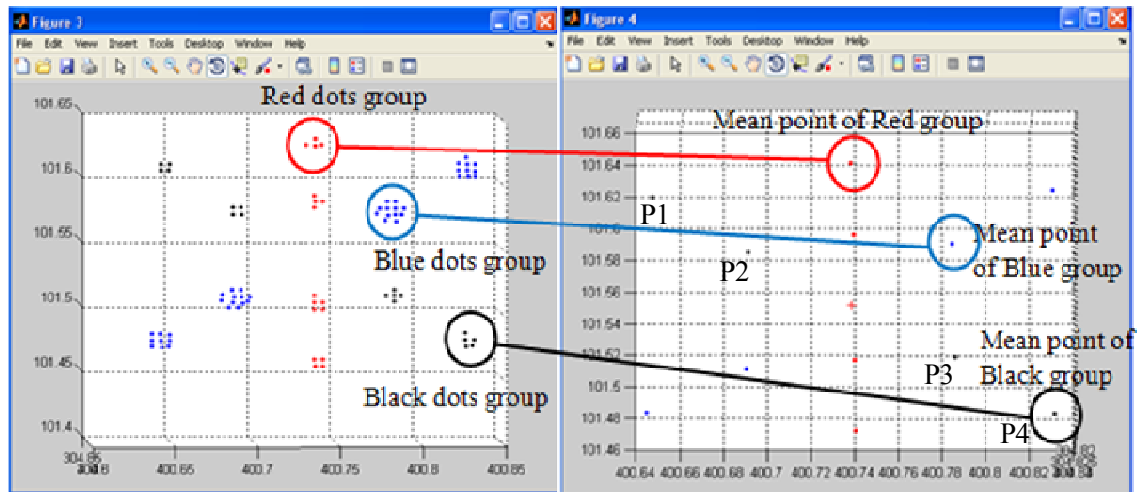 Figure 3
File Edit View Insert Tools Desktop Window Help
Red dots group
101.65
101.6
101.55
101.5
101.45
101.4
Blue dots group
Black dots group
400.65 400.7 400.75 400.8 400.85
Figure 4
File Edit View Insert Tools Desktop Window Help
Mean point of Red group
101.66
101.64
101.62
101.6
101.58
101.56
101.54
101.5
101.48
101.46
P1
P2
Mean point
of Blue group
Mean point of
Black group
P3
P4
400.64 400.66 400.68 400.7 400.72 400.74 400.76 400.78 400.8 400.82